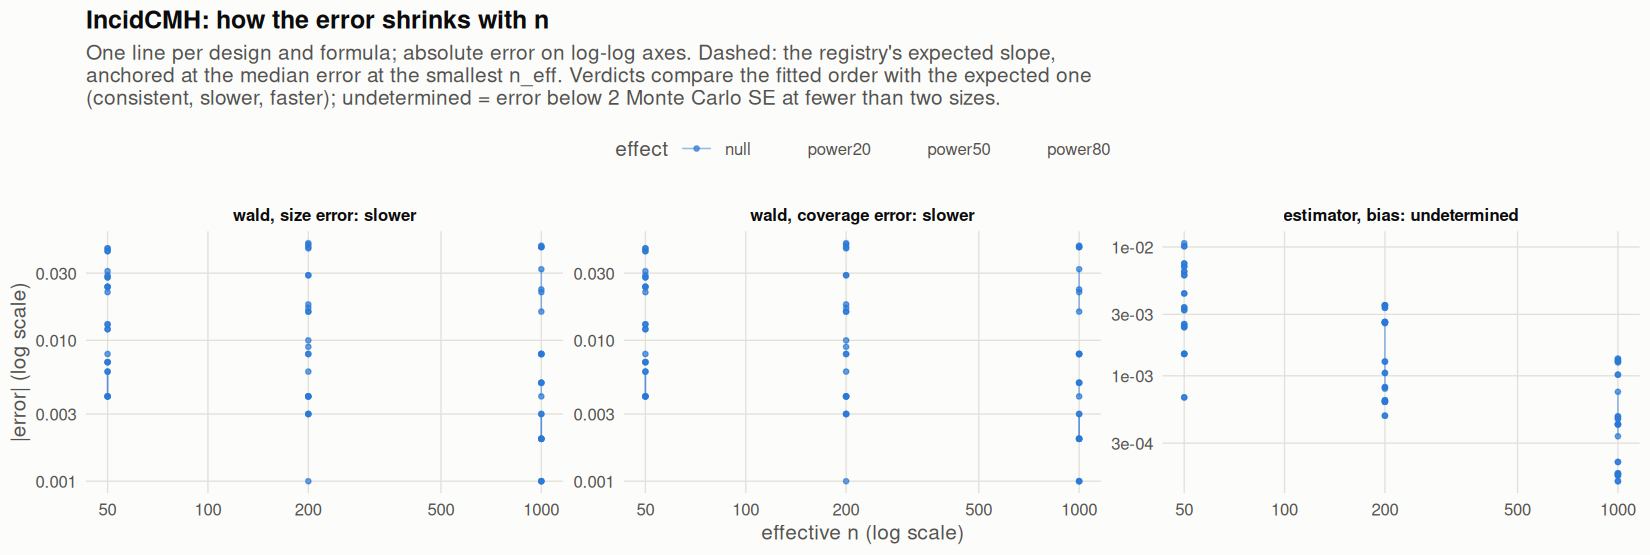 IncidCMH: how the error shrinks with n
One line per design and formula; absolute error on log-log axes. Dashed: the registry's expected slope,
anchored at the median error at the smallest n_eff. Verdicts compare the fitted order with the expected one
(consistent, slower, faster); undetermined = error below 2 Monte Carlo SE at fewer than two sizes.
effect null power20 power50 power80
wald, size error: slower
wald, coverage error: slower
estimator, bias: undetermined
|error| (log scale)
0.030
0.010
0.003
0.001
50 100 200 500 1000
0.030
0.010
0.003
0.001
50 100 200 500 1000
1e-02
3e-03
1e-03
3e-04
50 100 200 500 1000
effective n (log scale)